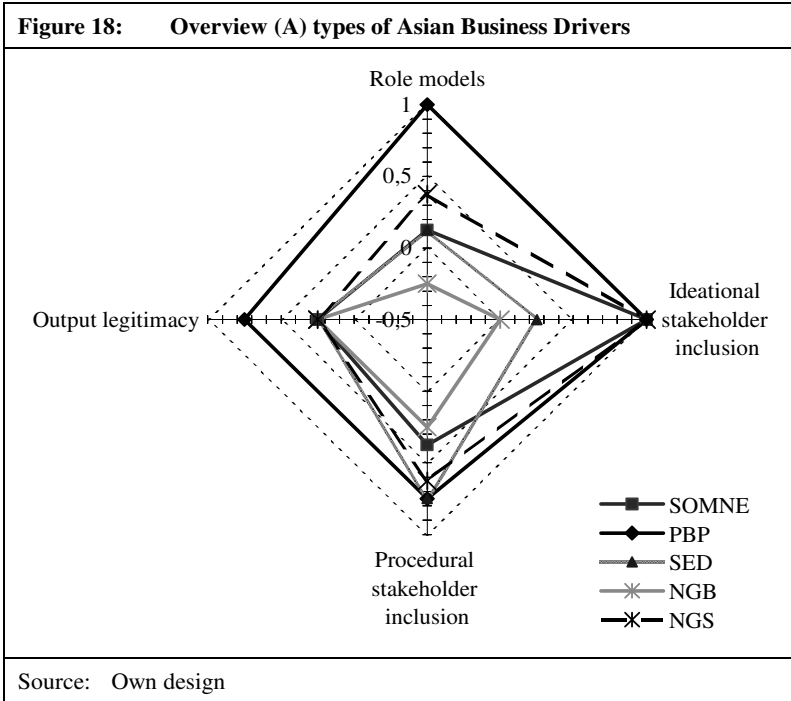 Figure 18: Overview (A) types of Asian Business Drivers
Role models
1
0,5
0
-0,5
Output legitimacy
Ideational
stakeholder
inclusion
Procedural
stakeholder
inclusion
SOMNE
PBP
SED
NGB
NGS
Source: Own design